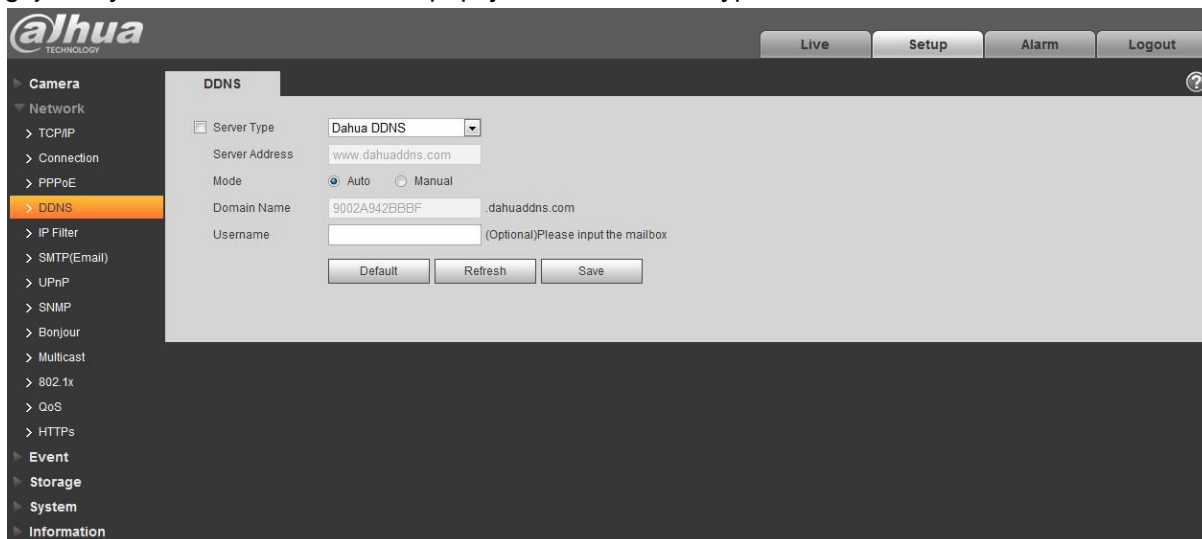 alhua
TECHNOLOGY
Live
Setup
Alarm
Logout
Camera
Network
> TCP/IP
> Connection
> PPPoE
> DDNS
> IP Filter
> SMTP(Email)
> UPnP
> SNMP
> Bonjour
> Multicast
> 802.1x
> QoS
> HTTPs
Event
Storage
System
Information
DDNS
?
Server Type Dahua DDNS
Server Address www.dahuaddns.com
Mode Auto Manual
Domain Name 9002A942BBBF .dahuaddns.com
Username (Optional)Please input the mailbox
Default Refresh Save